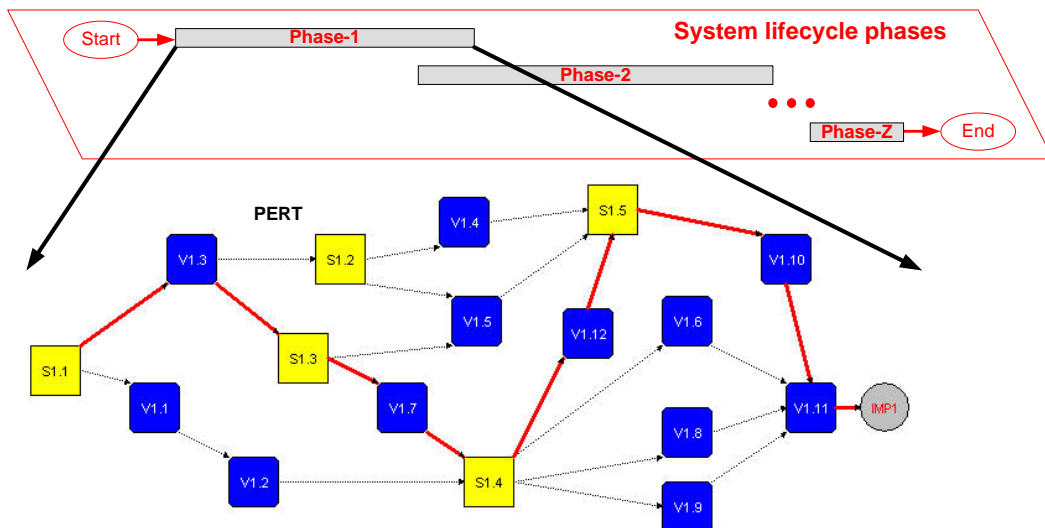 System lifecycle phases
Start
Phase-1
Phase-2
Phase-Z
End
PERT
V1.4
S1.5
V1.3
S1.2
V1.10
V1.5
V1.12
V1.6
S1.1
S1.3
V1.1
V1.7
V1.11
IMP1
V1.8
V1.2
S1.4
V1.9